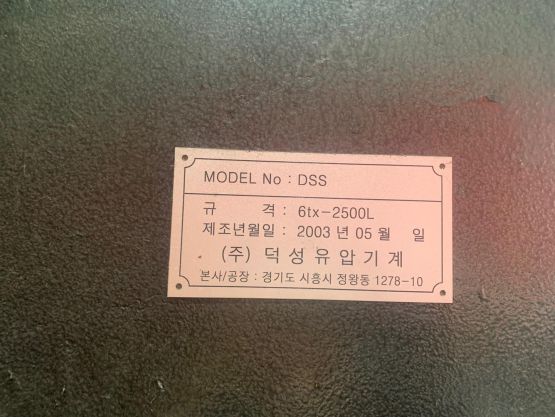 MODEL No : DSS
규 격 : 6tx-2500L
제조년월일 : 2003 년 05 월 일
(주) 덕성유압기계
본사/공장 : 경기도 시흥시 정왕동 1278-10